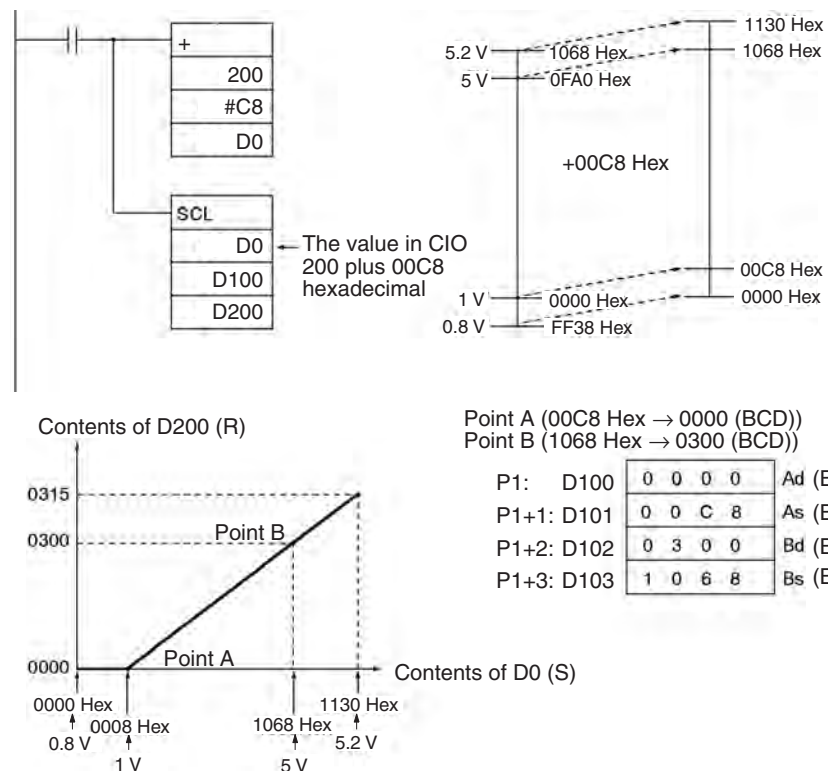 +
200
#C8
D0
SCL
D0
D100
D200
The value in CIO
200 plus 00C8
hexadecimal
1130 Hex
5.2 V 1068 Hex 1068 Hex
5 V 0FA0 Hex
+00C8 Hex
00C8 Hex
1 V 0000 Hex 0000 Hex
0.8 V FF38 Hex
Contents of D200 (R)
0315
0300
Point B
Point A
0000
Contents of D0 (S)
0000 Hex 0008 Hex 1068 Hex 1130 Hex
0.8 V 1 V 5 V 5.2 V
Point A (00C8 Hex → 0000 (BCD))
Point B (1068 Hex → 0300 (BCD))
P1: D100 0 0 0 0 Ad (
P1+1: D101 0 0 C 8 As (
P1+2: D102 0 3 0 0 Bd (
P1+3: D103 1 0 6 8 Bs (